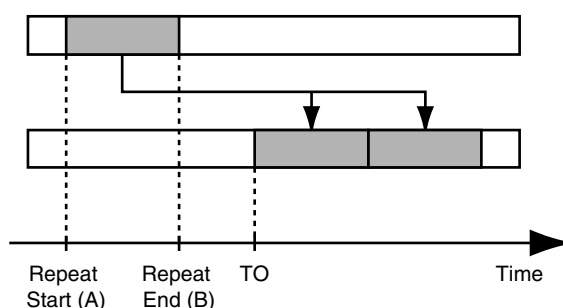 Repeat
Start (A)
Repeat
End (B)
TO
Time